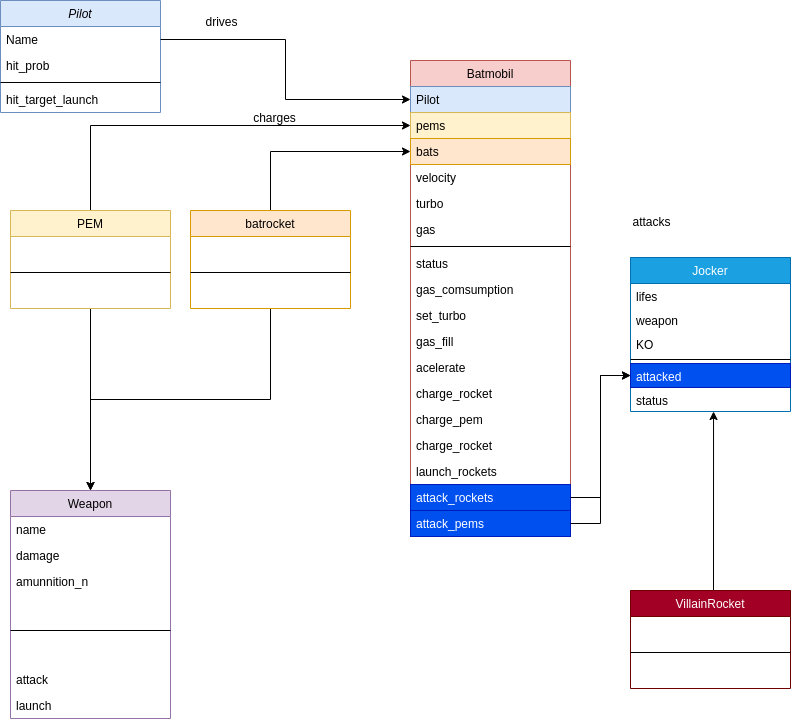 Pilot
Name
hit_prob
hit_target_launch
drives
charges
Batmobil
Pilot
pems
bats
velocity
turbo
gas
status
gas_comsumption
set_turbo
gas_fill
acelerate
charge_rocket
charge_pem
charge_rocket
launch_rockets
attack_rockets
attack_pems
PEM
batrocket
attacks
Jocker
lifes
weapon
KO
attacked
status
Weapon
name
damage
amunnition_n
attack
launch
VillainRocket